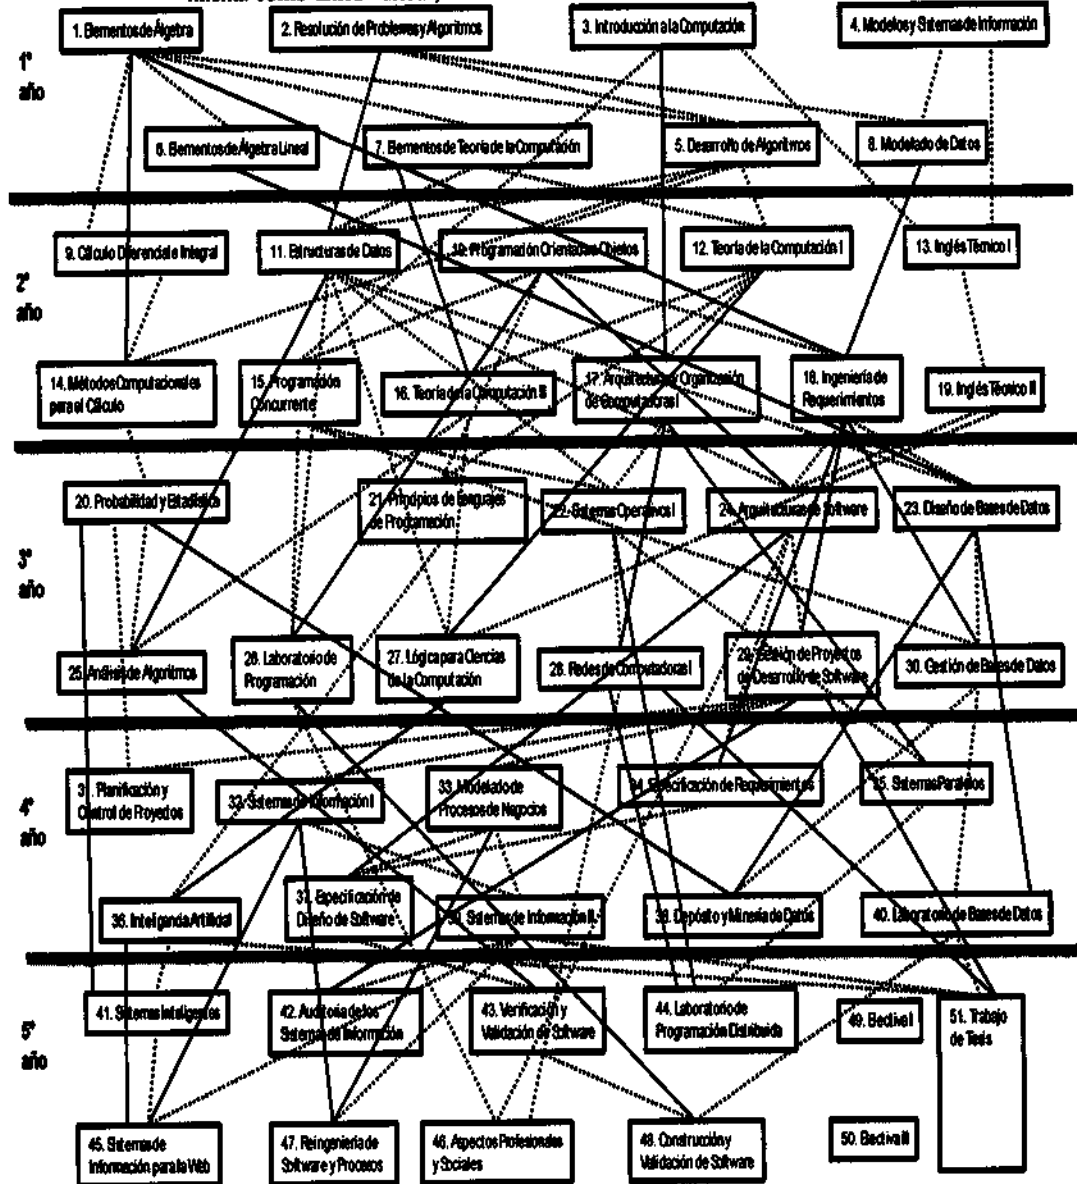 1. Elementos de Álgebra
2. Resolución de Problemas y Algoritmos
3. Introducción a la Computación
4. Modelos y Sistemas de Información
1º
año
6. Elementos de Álgebra Lineal
7. Elementos de Teoría de la Computación
5. Desarrollo de Algoritmos
8. Modelado de Datos
9. Cálculo Diferencial e Integral
11. Estructuras de Datos
10. Programación Orientada a Objetos
12. Teoría de la Computación I
13. Inglés Técnico I
2º
año
14. Métodos Computacionales
para el Cálculo
15. Programación
Concurrente
16. Teoría de la Computación II
17. Arquitecturas y Organización
de Computadoras I
18. Ingeniería de
Requerimientos
19. Inglés Técnico II
20. Probabilidad y Estadística
21. Principios de Lenguajes
de Programación
22. Sistemas Operativos I
24. Arquitecturas de Software
23. Diseño de Bases de Datos
3º
año
25. Análisis de Algoritmos
26. Laboratorio de
Programación
27. Lógica para Ciencias
de la Computación
28. Redes de Computadoras I
29. Gestión de Proyectos
de Desarrollo de Software
30. Gestión de Bases de Datos
4º
año
31. Planificación y
Control de Proyectos
32. Sistemas de Información I
33. Modelado de
Procesos de Negocios
34. Especificación de Requerimientos
35. Sistemas Paralelos
36. Inteligencia Artificial
37. Especificación de
Diseño de Software
39. Sistemas de Información II
38. Depósito y Minería de Datos
40. Laboratorio de Bases de Datos
5º
año
41. Sistemas Inteligentes
42. Auditoría de los
Sistemas de Información
43. Verificación y
Validación de Software
44. Laboratorio de
Programación Distribuida
49. Electiva I
51. Trabajo
de Tesis
45. Sistemas de
Información para la Web
47. Reingeniería de
Software y Procesos
46. Aspectos Profesionales
y Sociales
48. Construcción y
Validación de Software
50. Electiva II